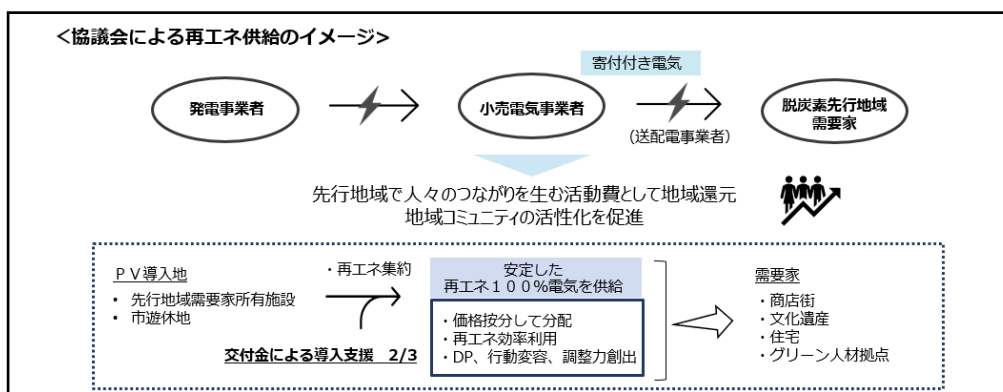 ＜協議会による再エネ供給のイメージ＞
寄付付き電気
発電事業者
小売電気事業者
(送配電事業者)
脱炭素先行地域
需要家
先行地域で人々のつながりを生む活動費として地域還元
地域コミュニティの活性化を促進
ＰＶ導入地
• 先行地域需要家所有施設
• 市遊休地
・再エネ集約
交付金による導入支援　2/3
安定した
再エネ１００％電気を供給
・価格按分して分配
・再エネ効率利用
・DP、行動変容、調整力創出
需要家
・商店街
・文化遺産
・住宅
・グリーン人材拠点